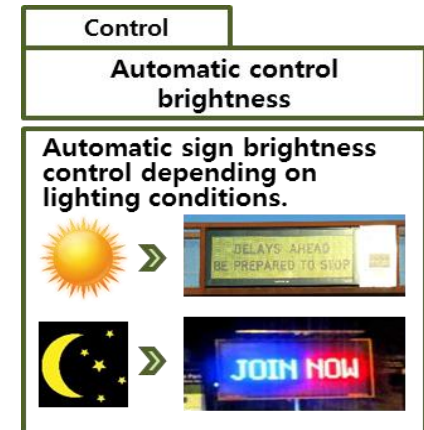 Control
Automatic control
brightness
Automatic sign brightness
control depending on
lighting conditions.
DELAYS AHEAD
BE PREPARED TO STOP
JOIN NOW